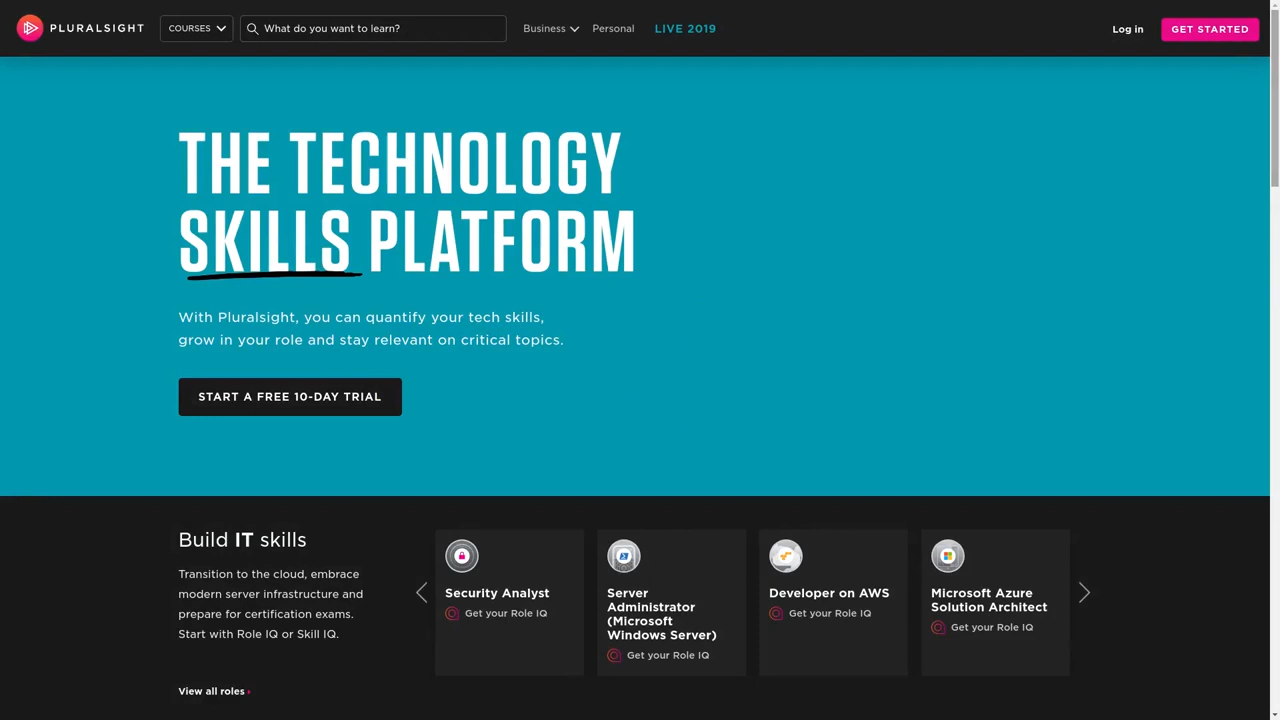 PLURALSIGHT
COURSES
What do you want to learn?
Business
Personal
LIVE 2019
Log in
GET STARTED
THE TECHNOLOGY
SKILLS PLATFORM
With Pluralsight, you can quantify your tech skills,
grow in your role and stay relevant on critical topics.
START A FREE 10-DAY TRIAL
Build IT skills
Transition to the cloud, embrace
modern server infrastructure and
prepare for certification exams.
Start with Role IQ or Skill IQ.
View all roles
Security Analyst
Get your Role IQ
Server
Administrator
(Microsoft
Windows Server)
Get your Role IQ
Developer on AWS
Get your Role IQ
Microsoft Azure
Solution Architect
Get your Role IQ